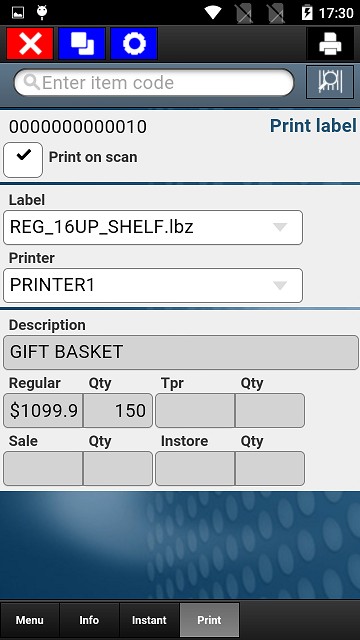 17:30
Enter item code
0000000000010 Print label
Print on scan
Label
REG_16UP_SHELF.lbz
Printer
PRINTER1
Description
GIFT BASKET
Regular Qty Tpr Qty
$1099.9 150
Sale Qty Instore Qty
Menu Info Instant Print